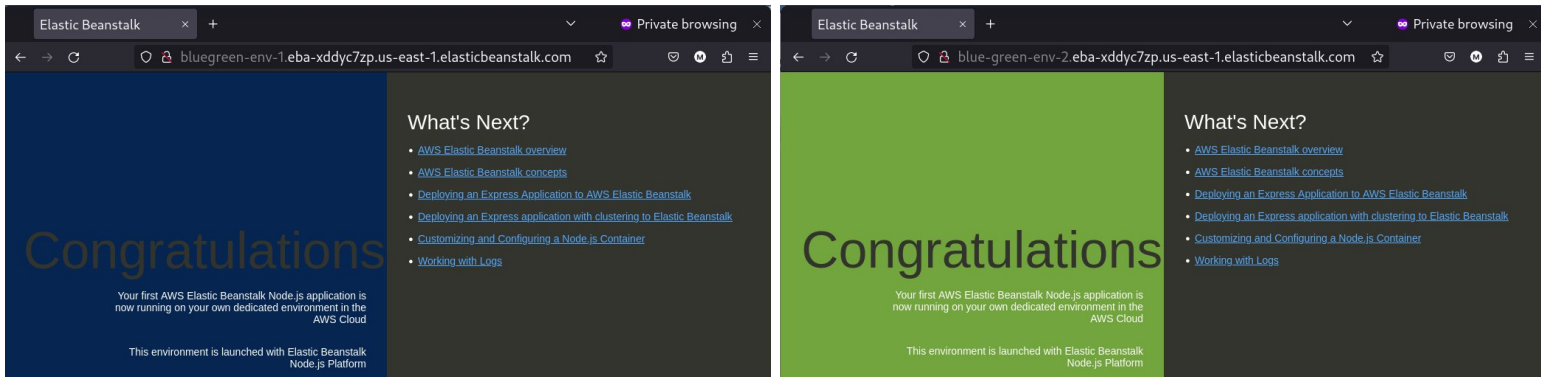 Elastic Beanstalk
Private browsing
bluegreen-env-1.eba-xddyc7zp.us-east-1.elasticbeanstalk.com
M
Congratulations
Your first AWS Elastic Beanstalk Node.js application is
now running on your own dedicated environment in the
AWS Cloud
This environment is launched with Elastic Beanstalk
Node.js Platform
What's Next?
• AWS Elastic Beanstalk overview
• AWS Elastic Beanstalk concepts
• Deploying an Express Application to AWS Elastic Beanstalk
• Deploying an Express application with clustering to Elastic Beanstalk
• Customizing and Configuring a Node.js Container
• Working with Logs
Elastic Beanstalk
Private browsing
blue-green-env-2.eba-xddyc7zp.us-east-1.elasticbeanstalk.com
M
Congratulations
Your first AWS Elastic Beanstalk Node.js application is
now running on your own dedicated environment in the
AWS Cloud
This environment is launched with Elastic Beanstalk
Node.js Platform
What's Next?
• AWS Elastic Beanstalk overview
• AWS Elastic Beanstalk concepts
• Deploying an Express Application to AWS Elastic Beanstalk
• Deploying an Express application with clustering to Elastic Beanstalk
• Customizing and Configuring a Node.js Container
• Working with Logs